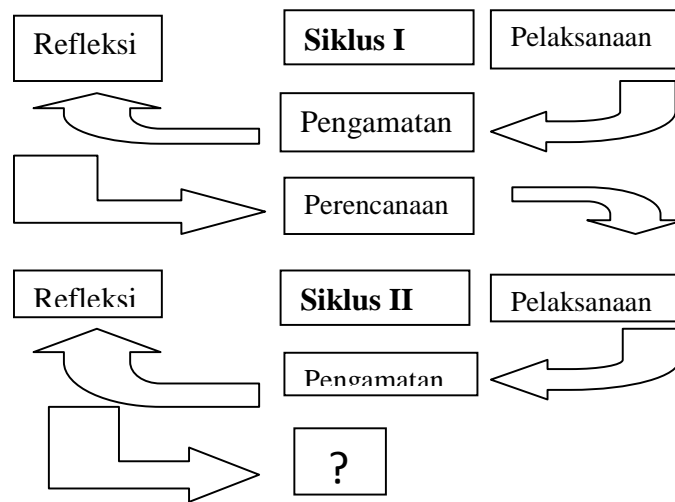 Refleksi
Siklus I
Pelaksanaan
Pengamatan
Perencanaan
Refleksi
Siklus II
Pelaksanaan
Pengamatan
?